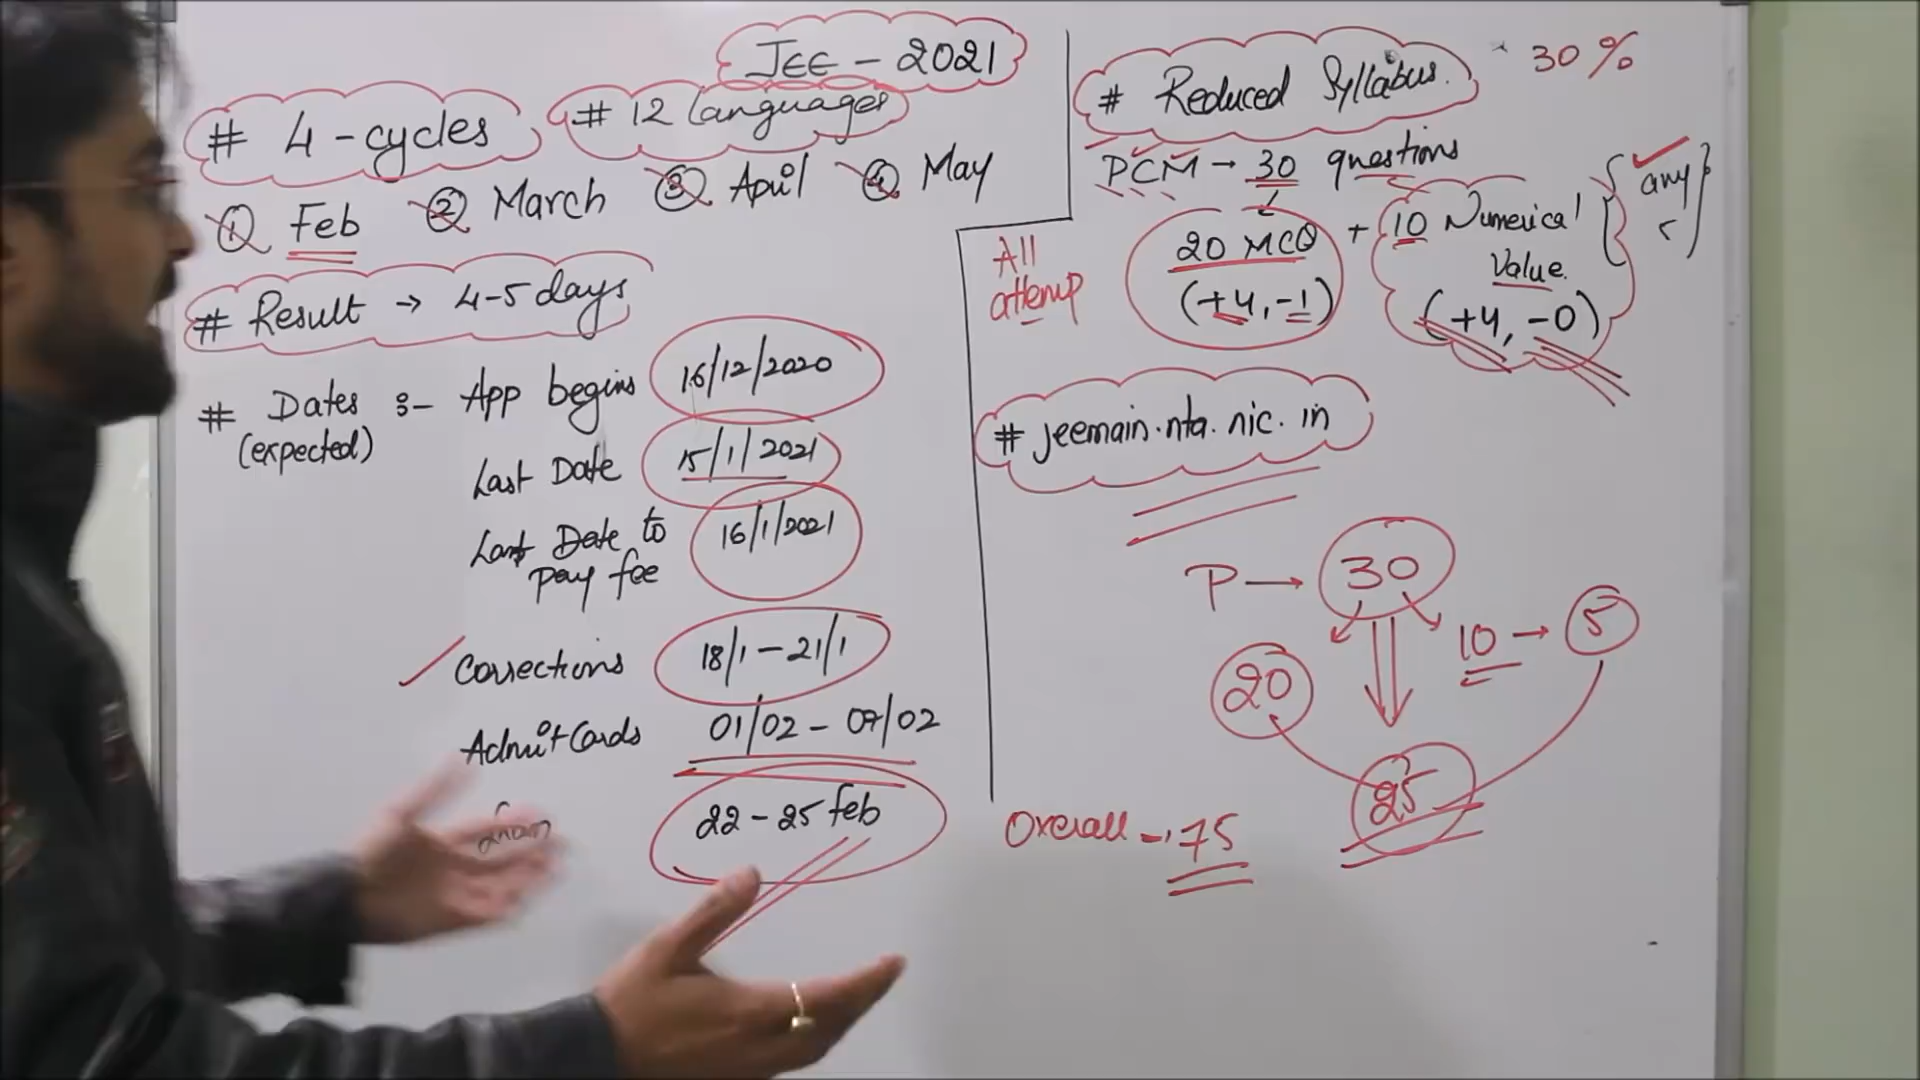 JEE - 2021
# 4 - cycles
# 12 Languages
① Feb ② March ③ April ④ May
# Result → 4-5 days
# Dates :- App begins 16/12/2020
(expected)
Last Date 15/1/2021
Last Date to 16/1/2021
pay fee
Corrections 18/1 - 21/1
Admit Cards 01/02 - 07/02
22 - 25 feb
# Reduced Syllabus. 30 %
PCM → 30 questions
20 MCQ + 10 Numerical { any }
Value.
(+4, -1) (+4, -0)
All
attemp
# jeemain.nta.nic.in
P → 30
20 10 → 5
25
Overall → 75